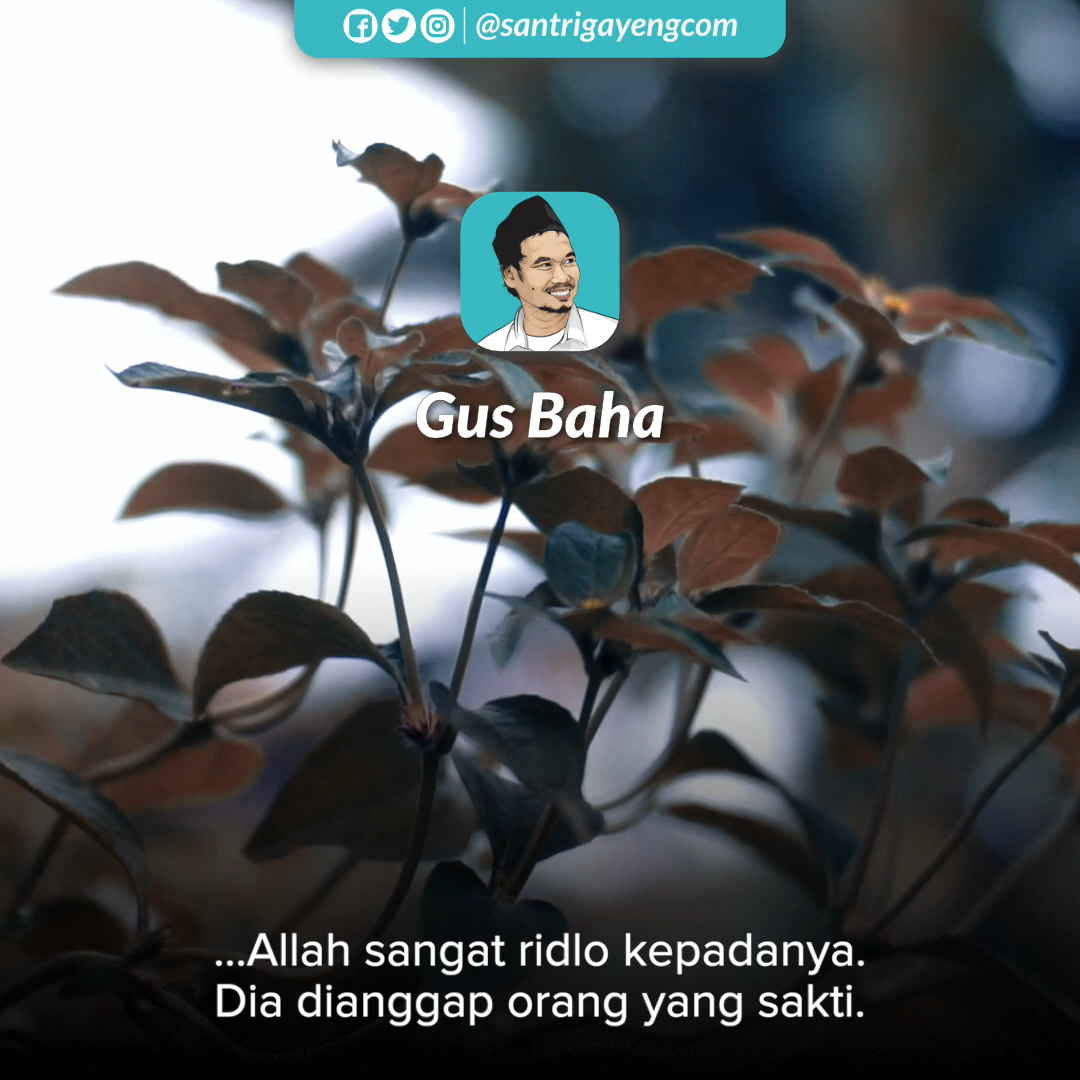 @santrigayengcom
Gus Baha
...Allah sangat ridlo kepadanya.
Dia dianggap orang yang sakti.